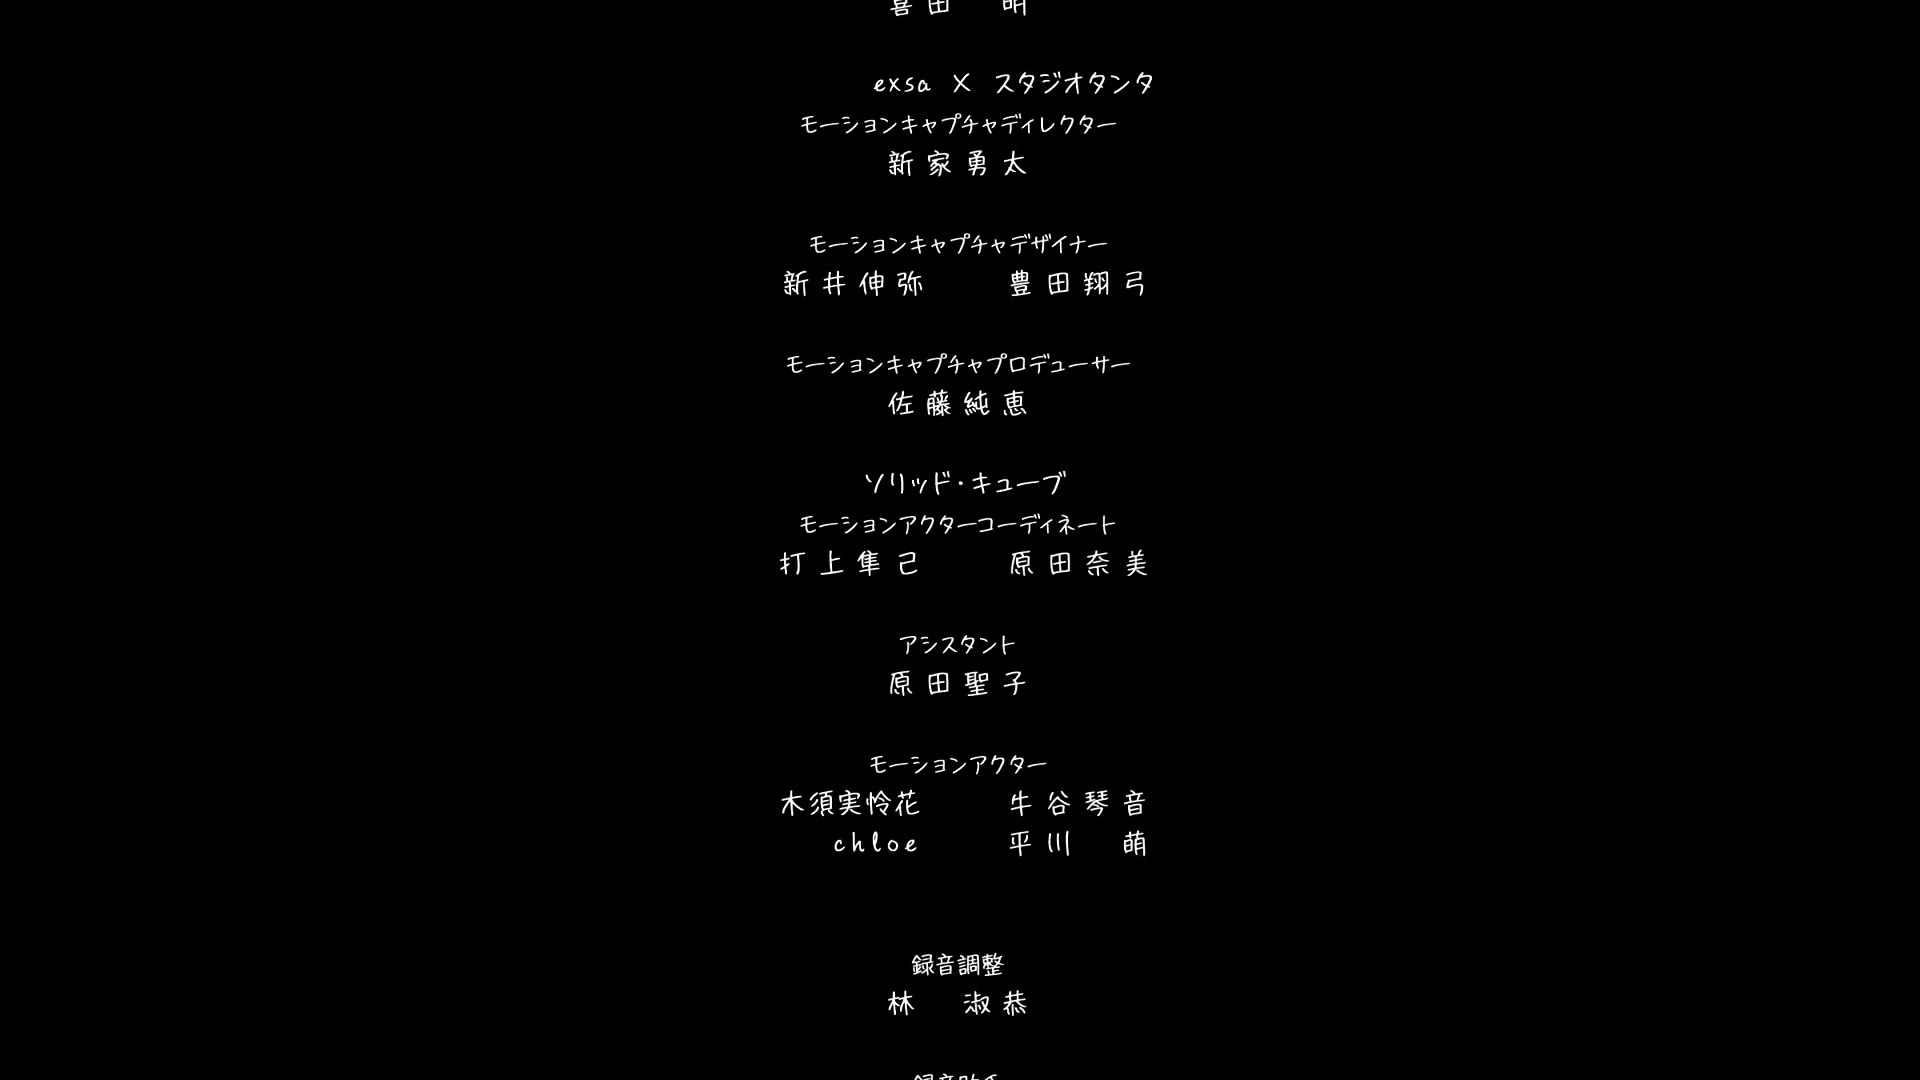 喜田 明
exsa X スタジオタンタ
モーションキャプチャディレクター
新家勇太
モーションキャプチャデザイナー
新井伸弥 豊田翔弓
モーションキャプチャプロデューサー
佐藤純恵
ソリッド・キューブ
モーションアクターコーディネート
打上隼己 原田奈美
アシスタント
原田聖子
モーションアクター
木須実怜花 牛谷琴音
chloe 平川 萌
録音調整
林 淑恭